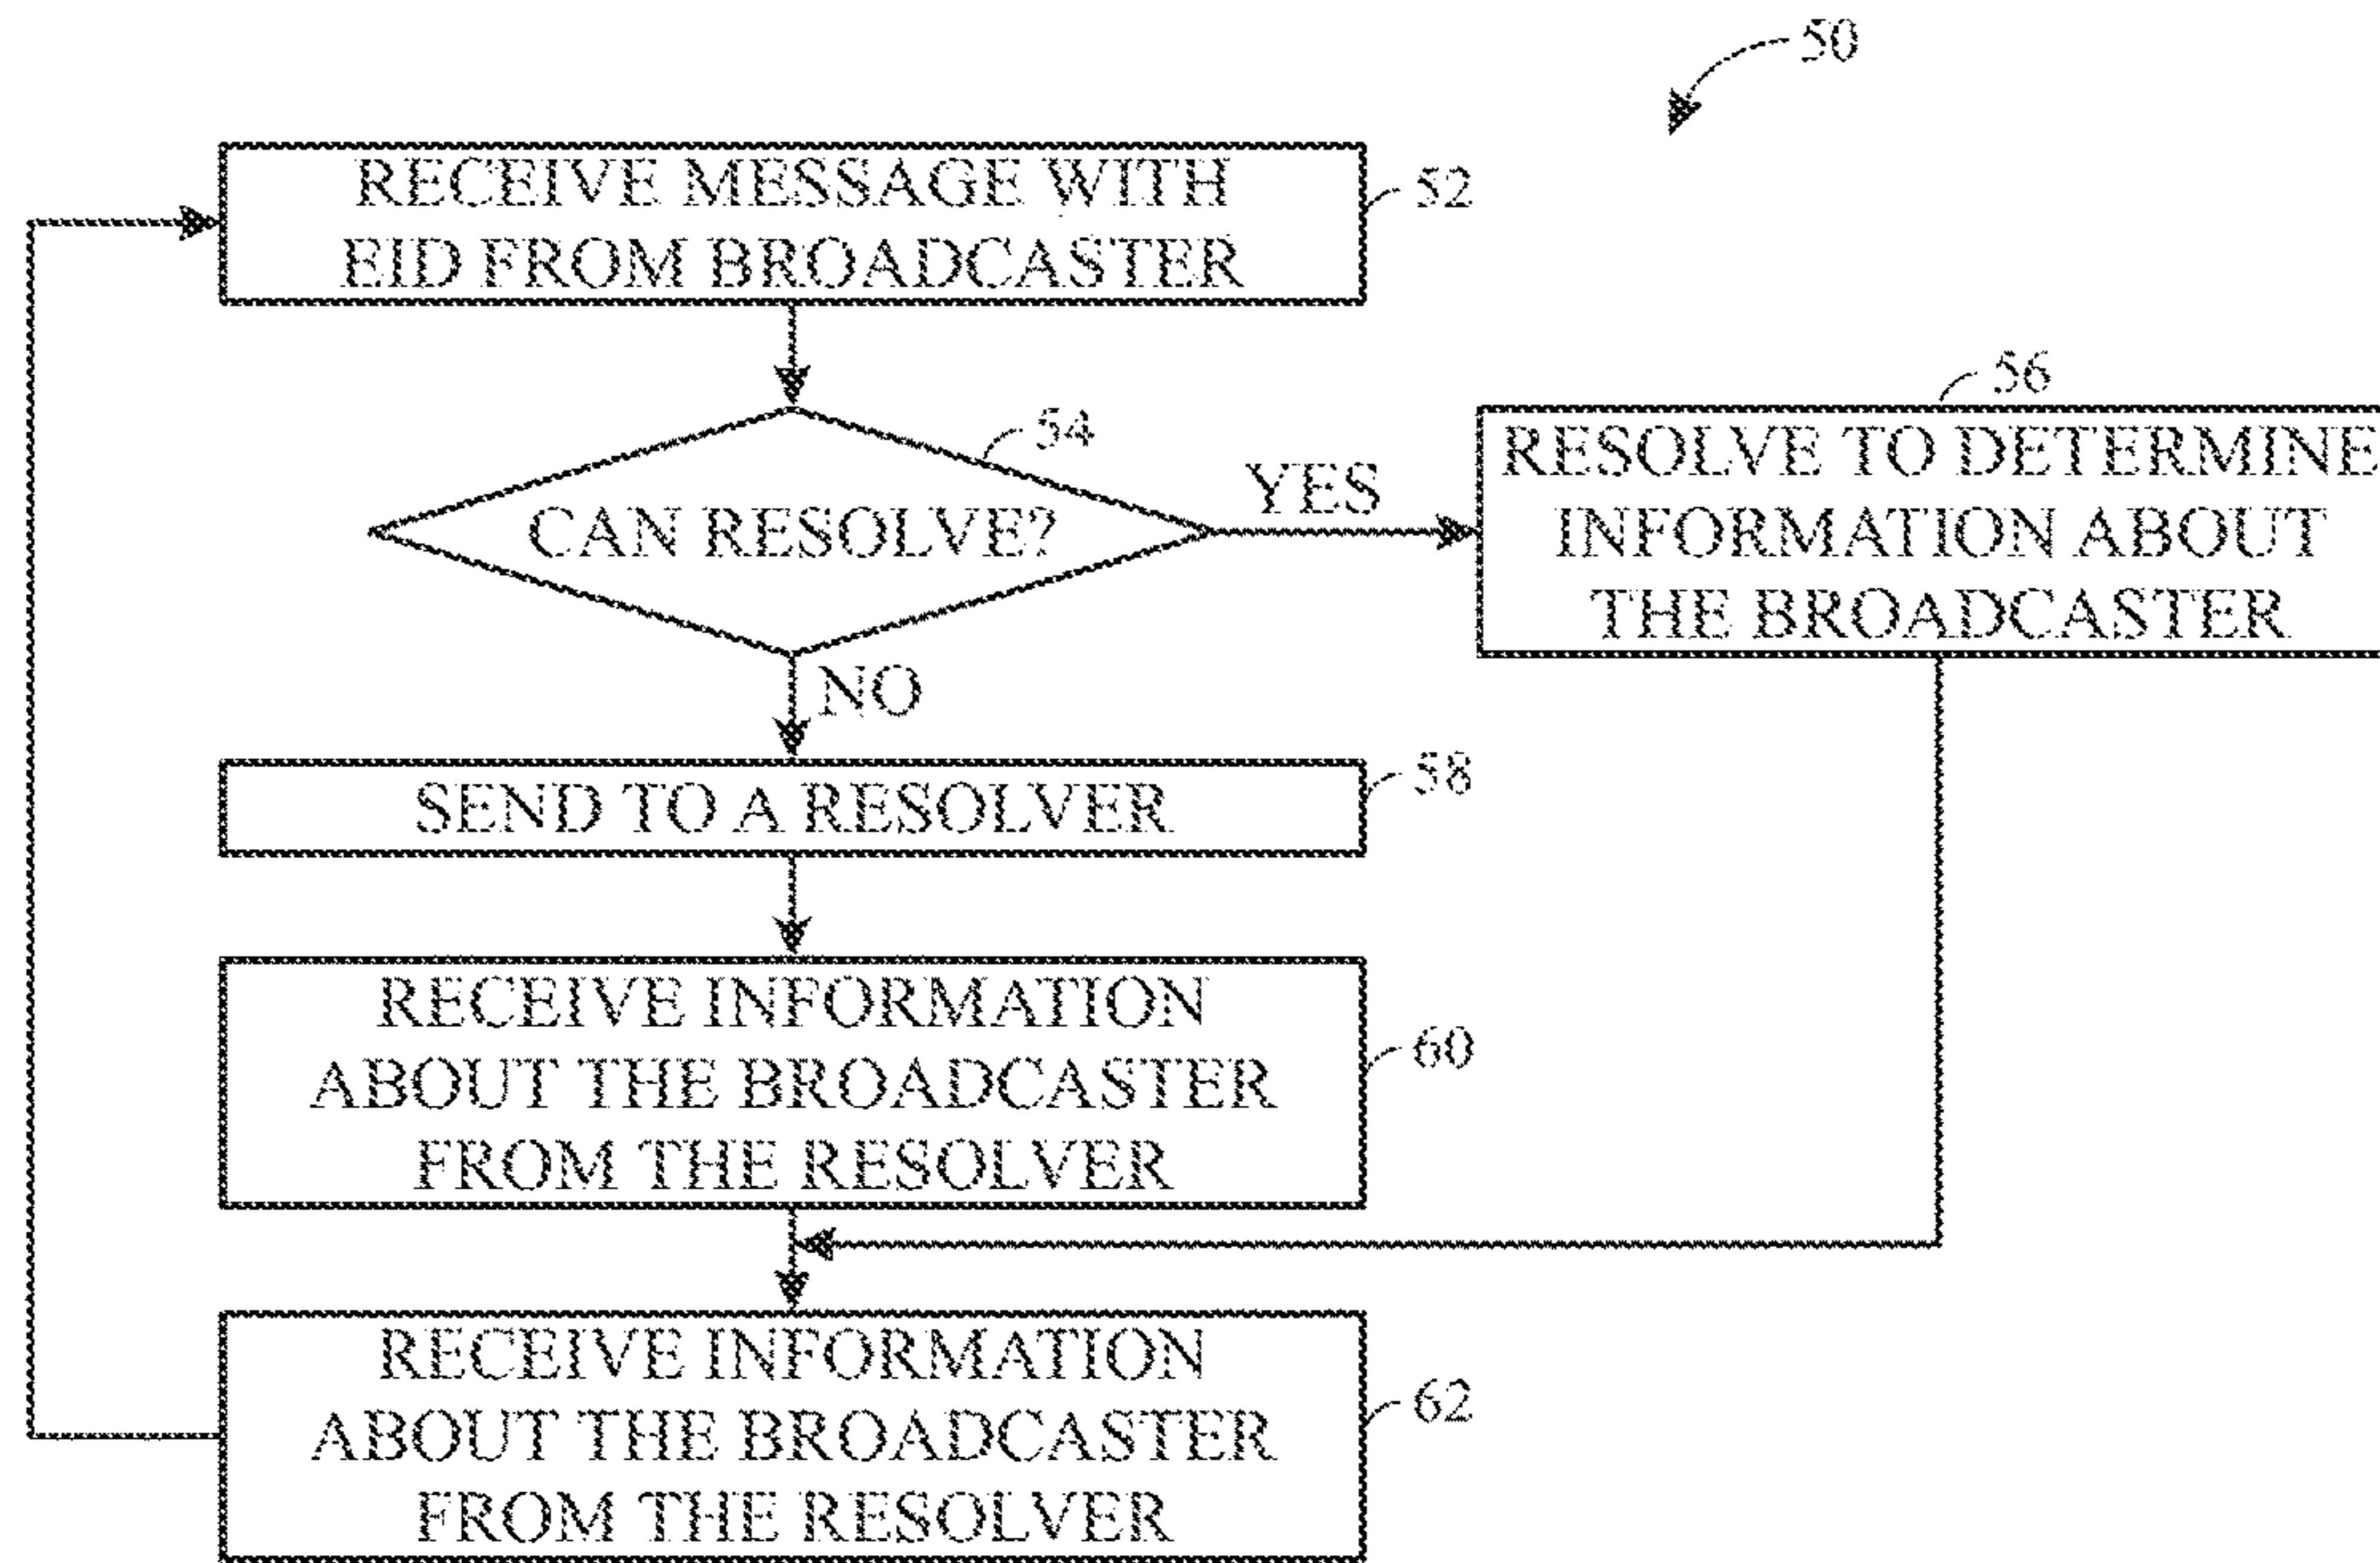 50
RECEIVE MESSAGE WITH
EID FROM BROADCASTER
52
54
CAN RESOLVE?
YES
56
RESOLVE TO DETERMINE
INFORMATION ABOUT
THE BROADCASTER
NO
SEND TO A RESOLVER
58
RECEIVE INFORMATION
ABOUT THE BROADCASTER
FROM THE RESOLVER
60
RECEIVE INFORMATION
ABOUT THE BROADCASTER
FROM THE RESOLVER
62